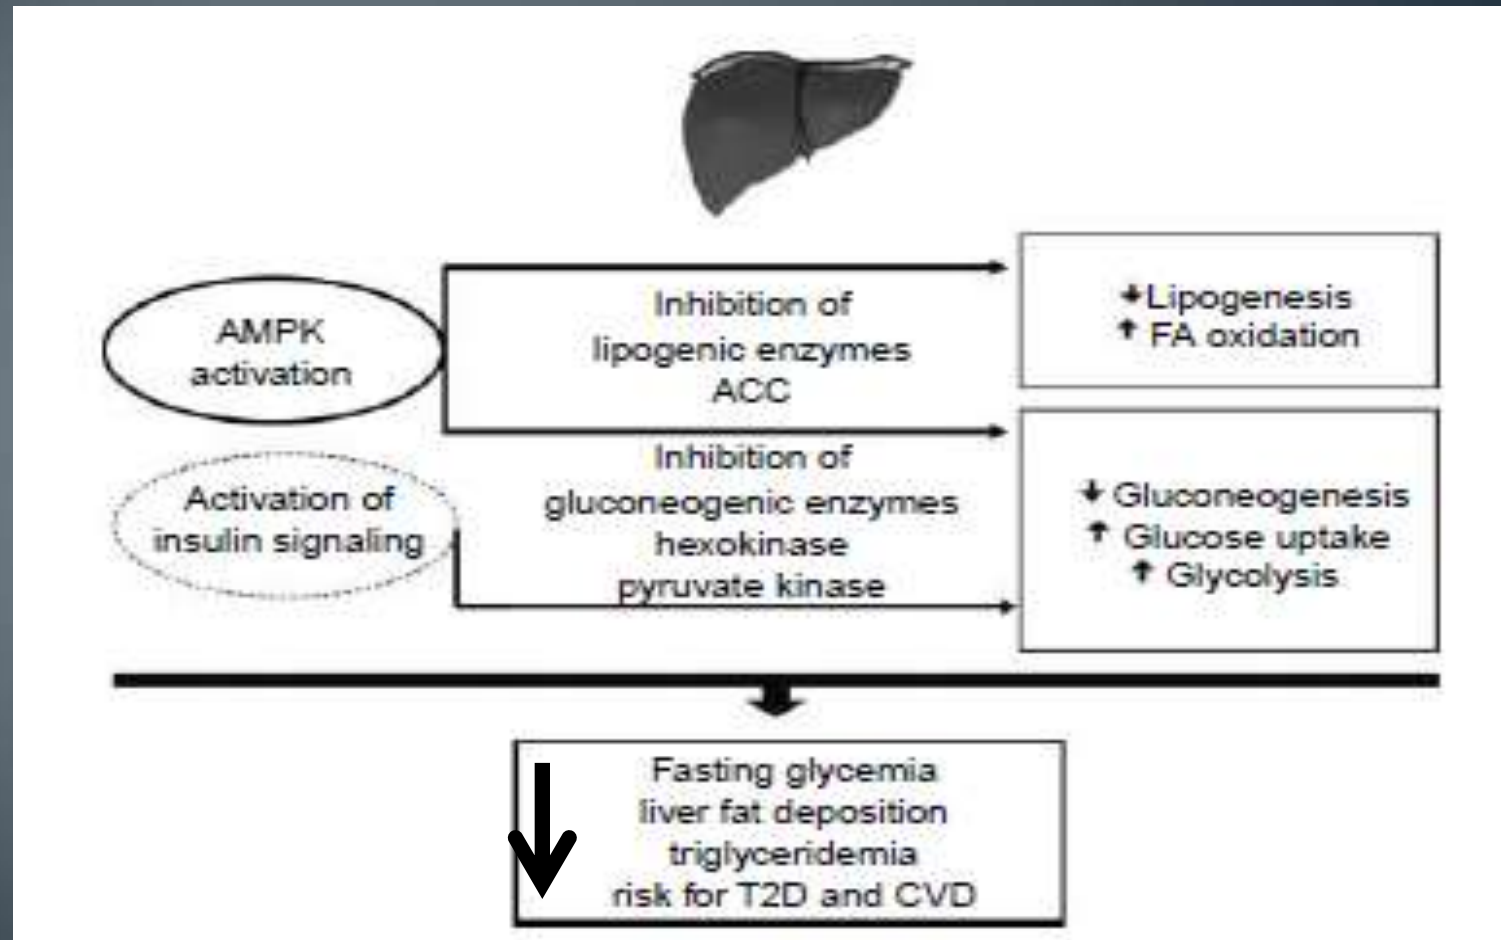 AMPK
activation
Inhibition of
lipogenic enzymes
ACC
↓Lipogenesis
↑ FA oxidation
Activation of
insulin signaling
Inhibition of
gluconeogenic enzymes
hexokinase
pyruvate kinase
↓ Gluconeogenesis
↑ Glucose uptake
↑ Glycolysis
Fasting glycemia
liver fat deposition
triglyceridemia
risk for T2D and CVD